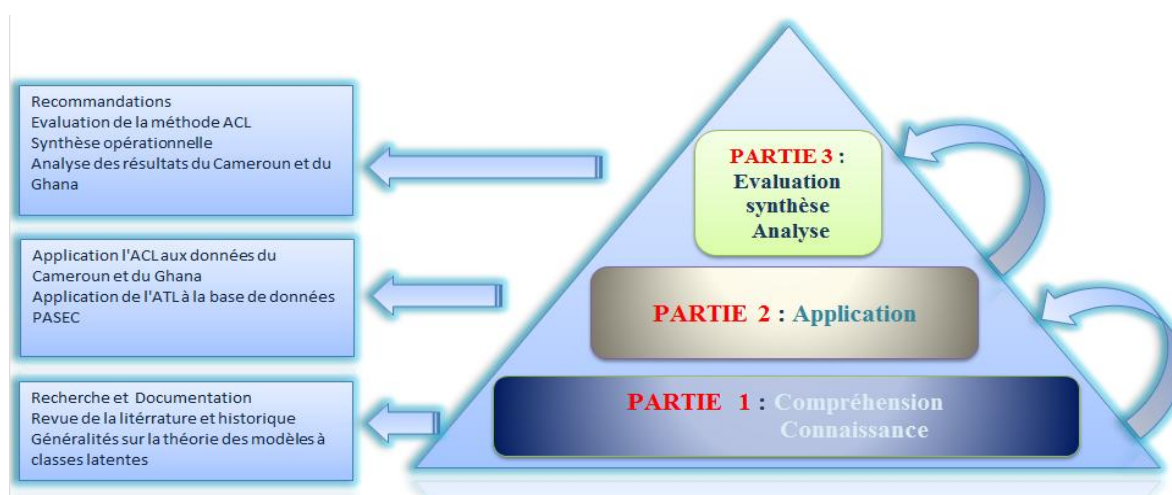 Recommandations
Evaluation de la méthode ACL
Synthèse opérationnelle
Analyse des résultats du Cameroun et du
Ghana
PARTIE 3 :
Evaluation
synthèse
Analyse
Application l'ACL aux données du
Cameroun et du Ghana
Application de l'ATL à la base de données
PASEC
PARTIE 2 : Application
Recherche et Documentation
Revue de la litérrature et historique
Généralités sur la théorie des modèles à
classes latentes
PARTIE 1 : Compréhension
Connaissance